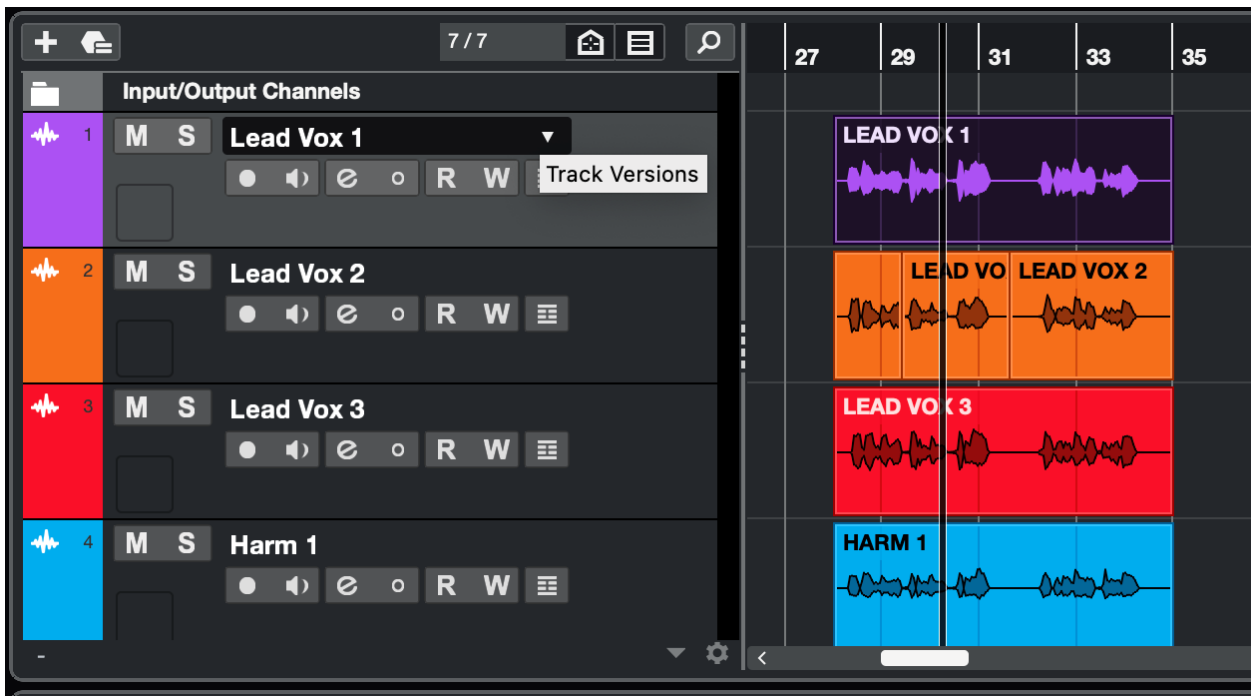 7 / 7
27 29 31 33 35
Input/Output Channels
1 M S Lead Vox 1
R W
Track Versions
LEAD VOX 1
2 M S Lead Vox 2
R W
LEAD VO LEAD VOX 2
3 M S Lead Vox 3
R W
LEAD VOX 3
4 M S Harm 1
R W
HARM 1
-